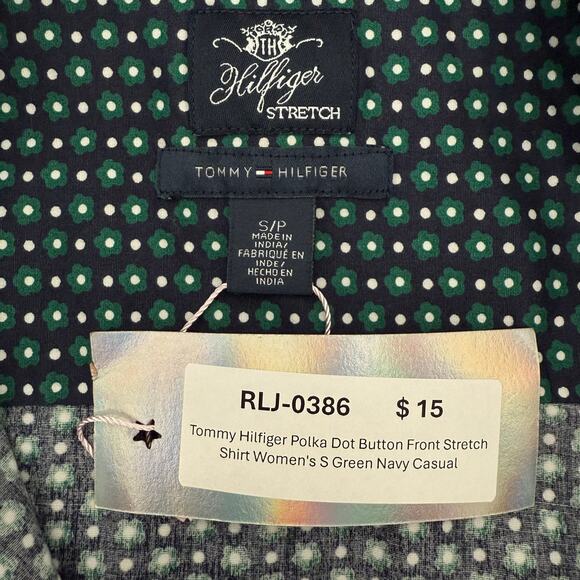 TH
Hilfiger
STRETCH
TOMMY HILFIGER
S/P
MADE IN
INDIA/
FABRIQUÉ EN
INDE/
HECHO EN
INDIA
RLJ-0386 $ 15
Tommy Hilfiger Polka Dot Button Front Stretch
Shirt Women's S Green Navy Casual